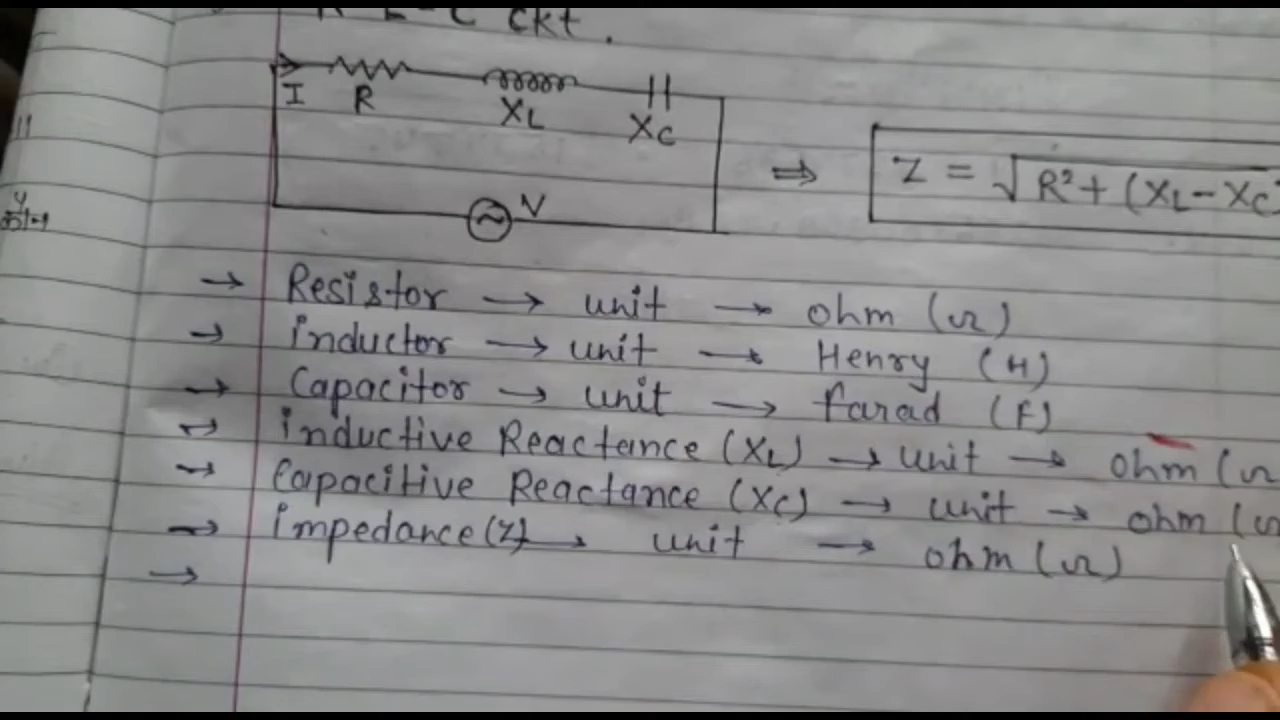 R-L-C ckt.
I R XL XC
V
⇒ Z = √R²+(XL-XC)
→ Resistor → unit → ohm (Ω)
→ inductor → unit → Henry (H)
→ Capacitor → unit → farad (F)
→ inductive Reactance (XL) → unit → ohm (Ω
→ Capacitive Reactance (XC) → unit → ohm (Ω
→ impedance (Z) → unit → ohm (Ω)
→